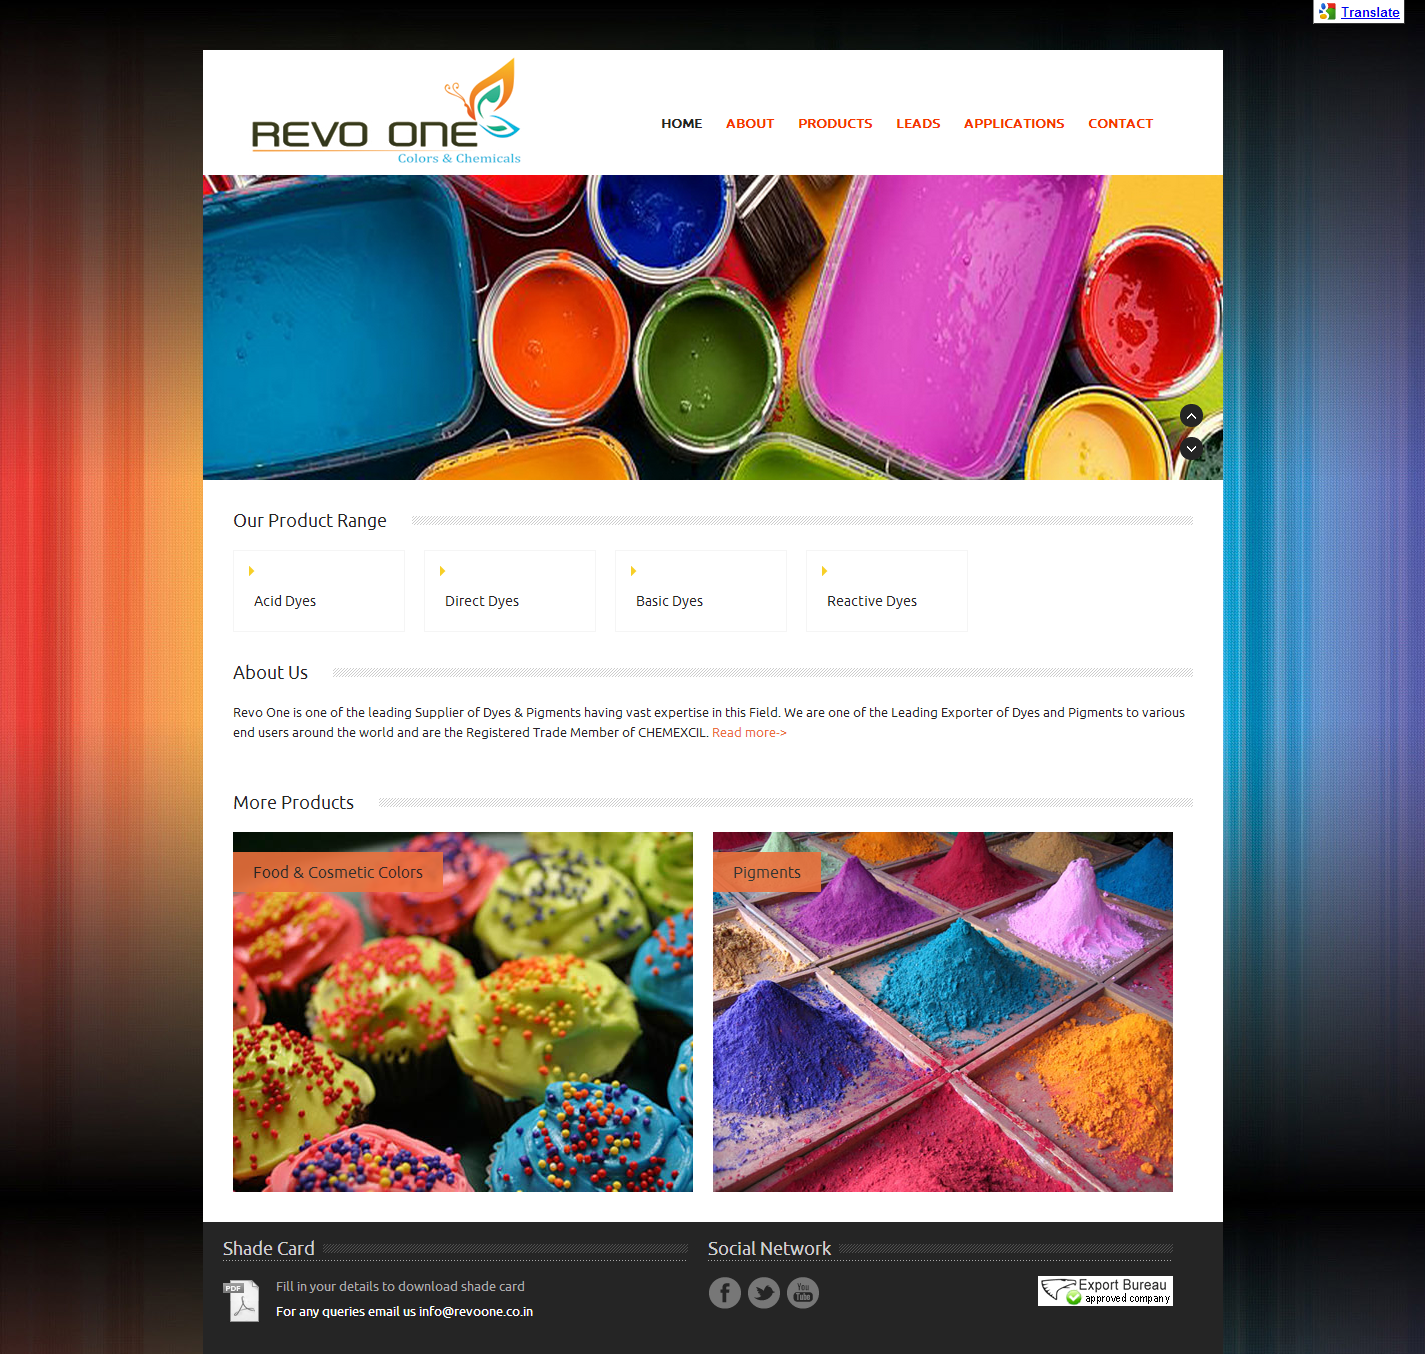 Translate
REVO ONE
Colors & Chemicals
HOME ABOUT PRODUCTS LEADS APPLICATIONS CONTACT
Our Product Range
Acid Dyes
Direct Dyes
Basic Dyes
Reactive Dyes
About Us
Revo One is one of the leading Supplier of Dyes & Pigments having vast expertise in this Field. We are one of the Leading Exporter of Dyes and Pigments to various
end users around the world and are the Registered Trade Member of CHEMEXCIL. Read more->
More Products
Food & Cosmetic Colors
Pigments
Shade Card
PDF
Fill in your details to download shade card
For any queries email us info@revoone.co.in
Social Network
You
Tube
Export Bureau
approved company